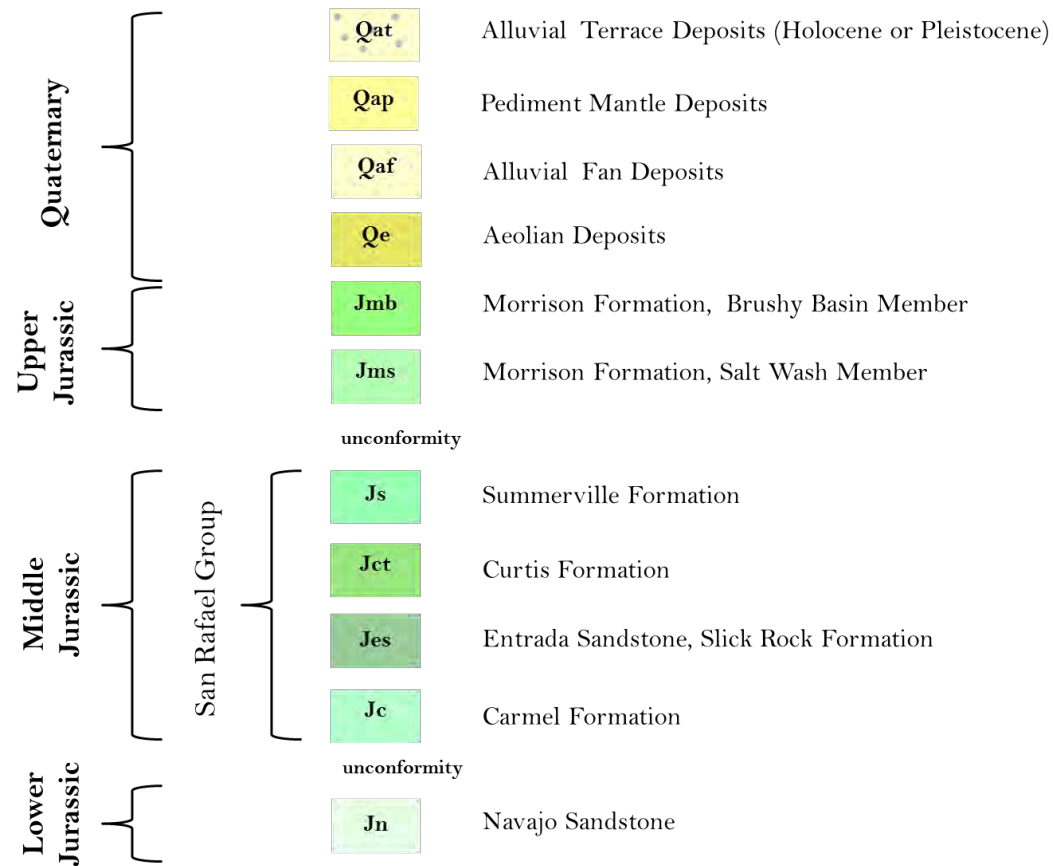 Quaternary
Qat Alluvial Terrace Deposits (Holocene or Pleistocene)
Qap Pediment Mantle Deposits
Qaf Alluvial Fan Deposits
Qe Aeolian Deposits
Upper
Jurassic
Jmb Morrison Formation, Brushy Basin Member
Jms Morrison Formation, Salt Wash Member
unconformity
Middle
Jurassic
San Rafael Group
Js Summerville Formation
Jct Curtis Formation
Jes Entrada Sandstone, Slick Rock Formation
Jc Carmel Formation
unconformity
Lower
Jurassic
Jn Navajo Sandstone